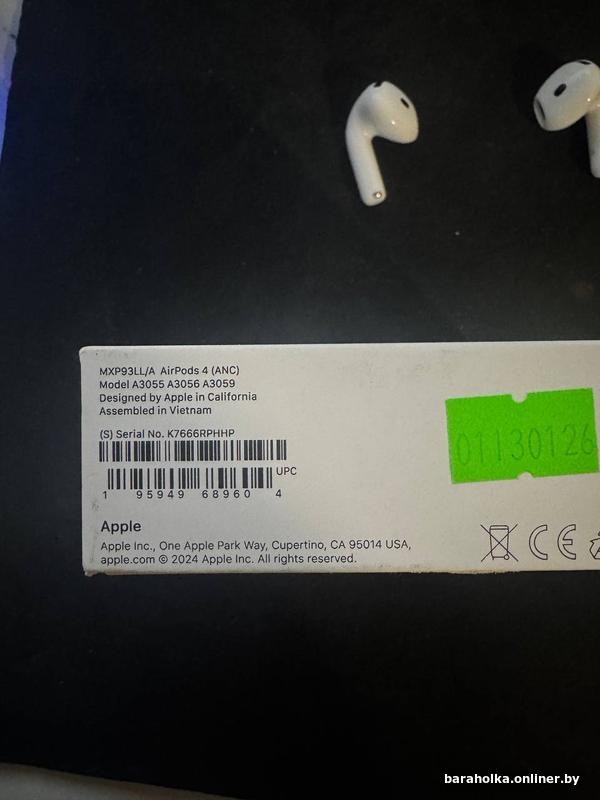 MXP93LL/A AirPods 4 (ANC)
Model A3055 A3056 A3059
Designed by Apple in California
Assembled in Vietnam
(S) Serial No. K7666RPHHP
UPC
1 95949 68960 4
01130126
Apple
Apple Inc., One Apple Park Way, Cupertino, CA 95014 USA,
apple.com © 2024 Apple Inc. All rights reserved.
CE
baraholka.onliner.by